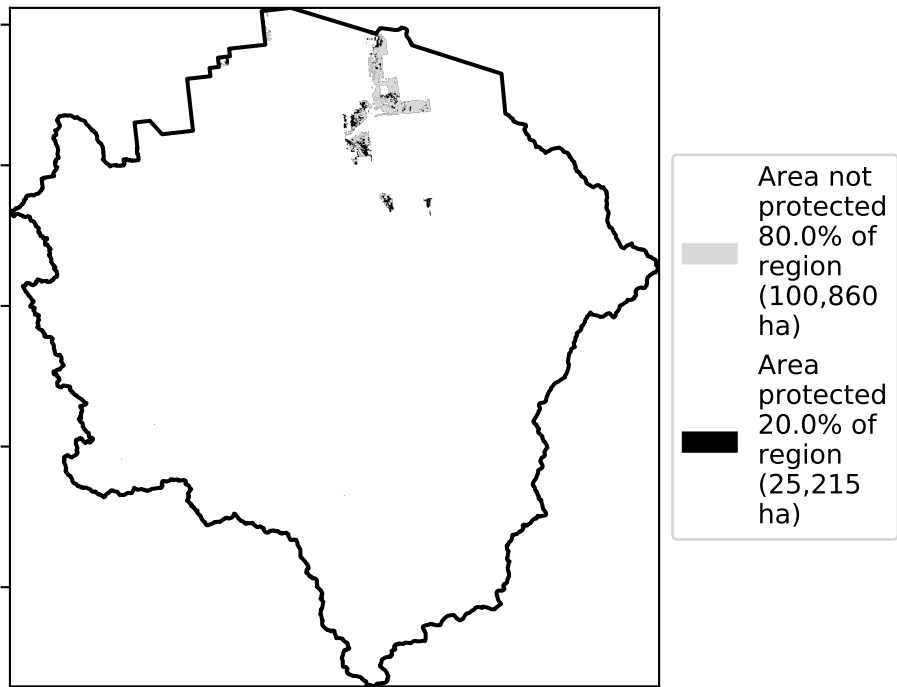 Area not
protected
80.0% of
region
(100,860
ha)
Area
protected
20.0% of
region
(25,215
ha)